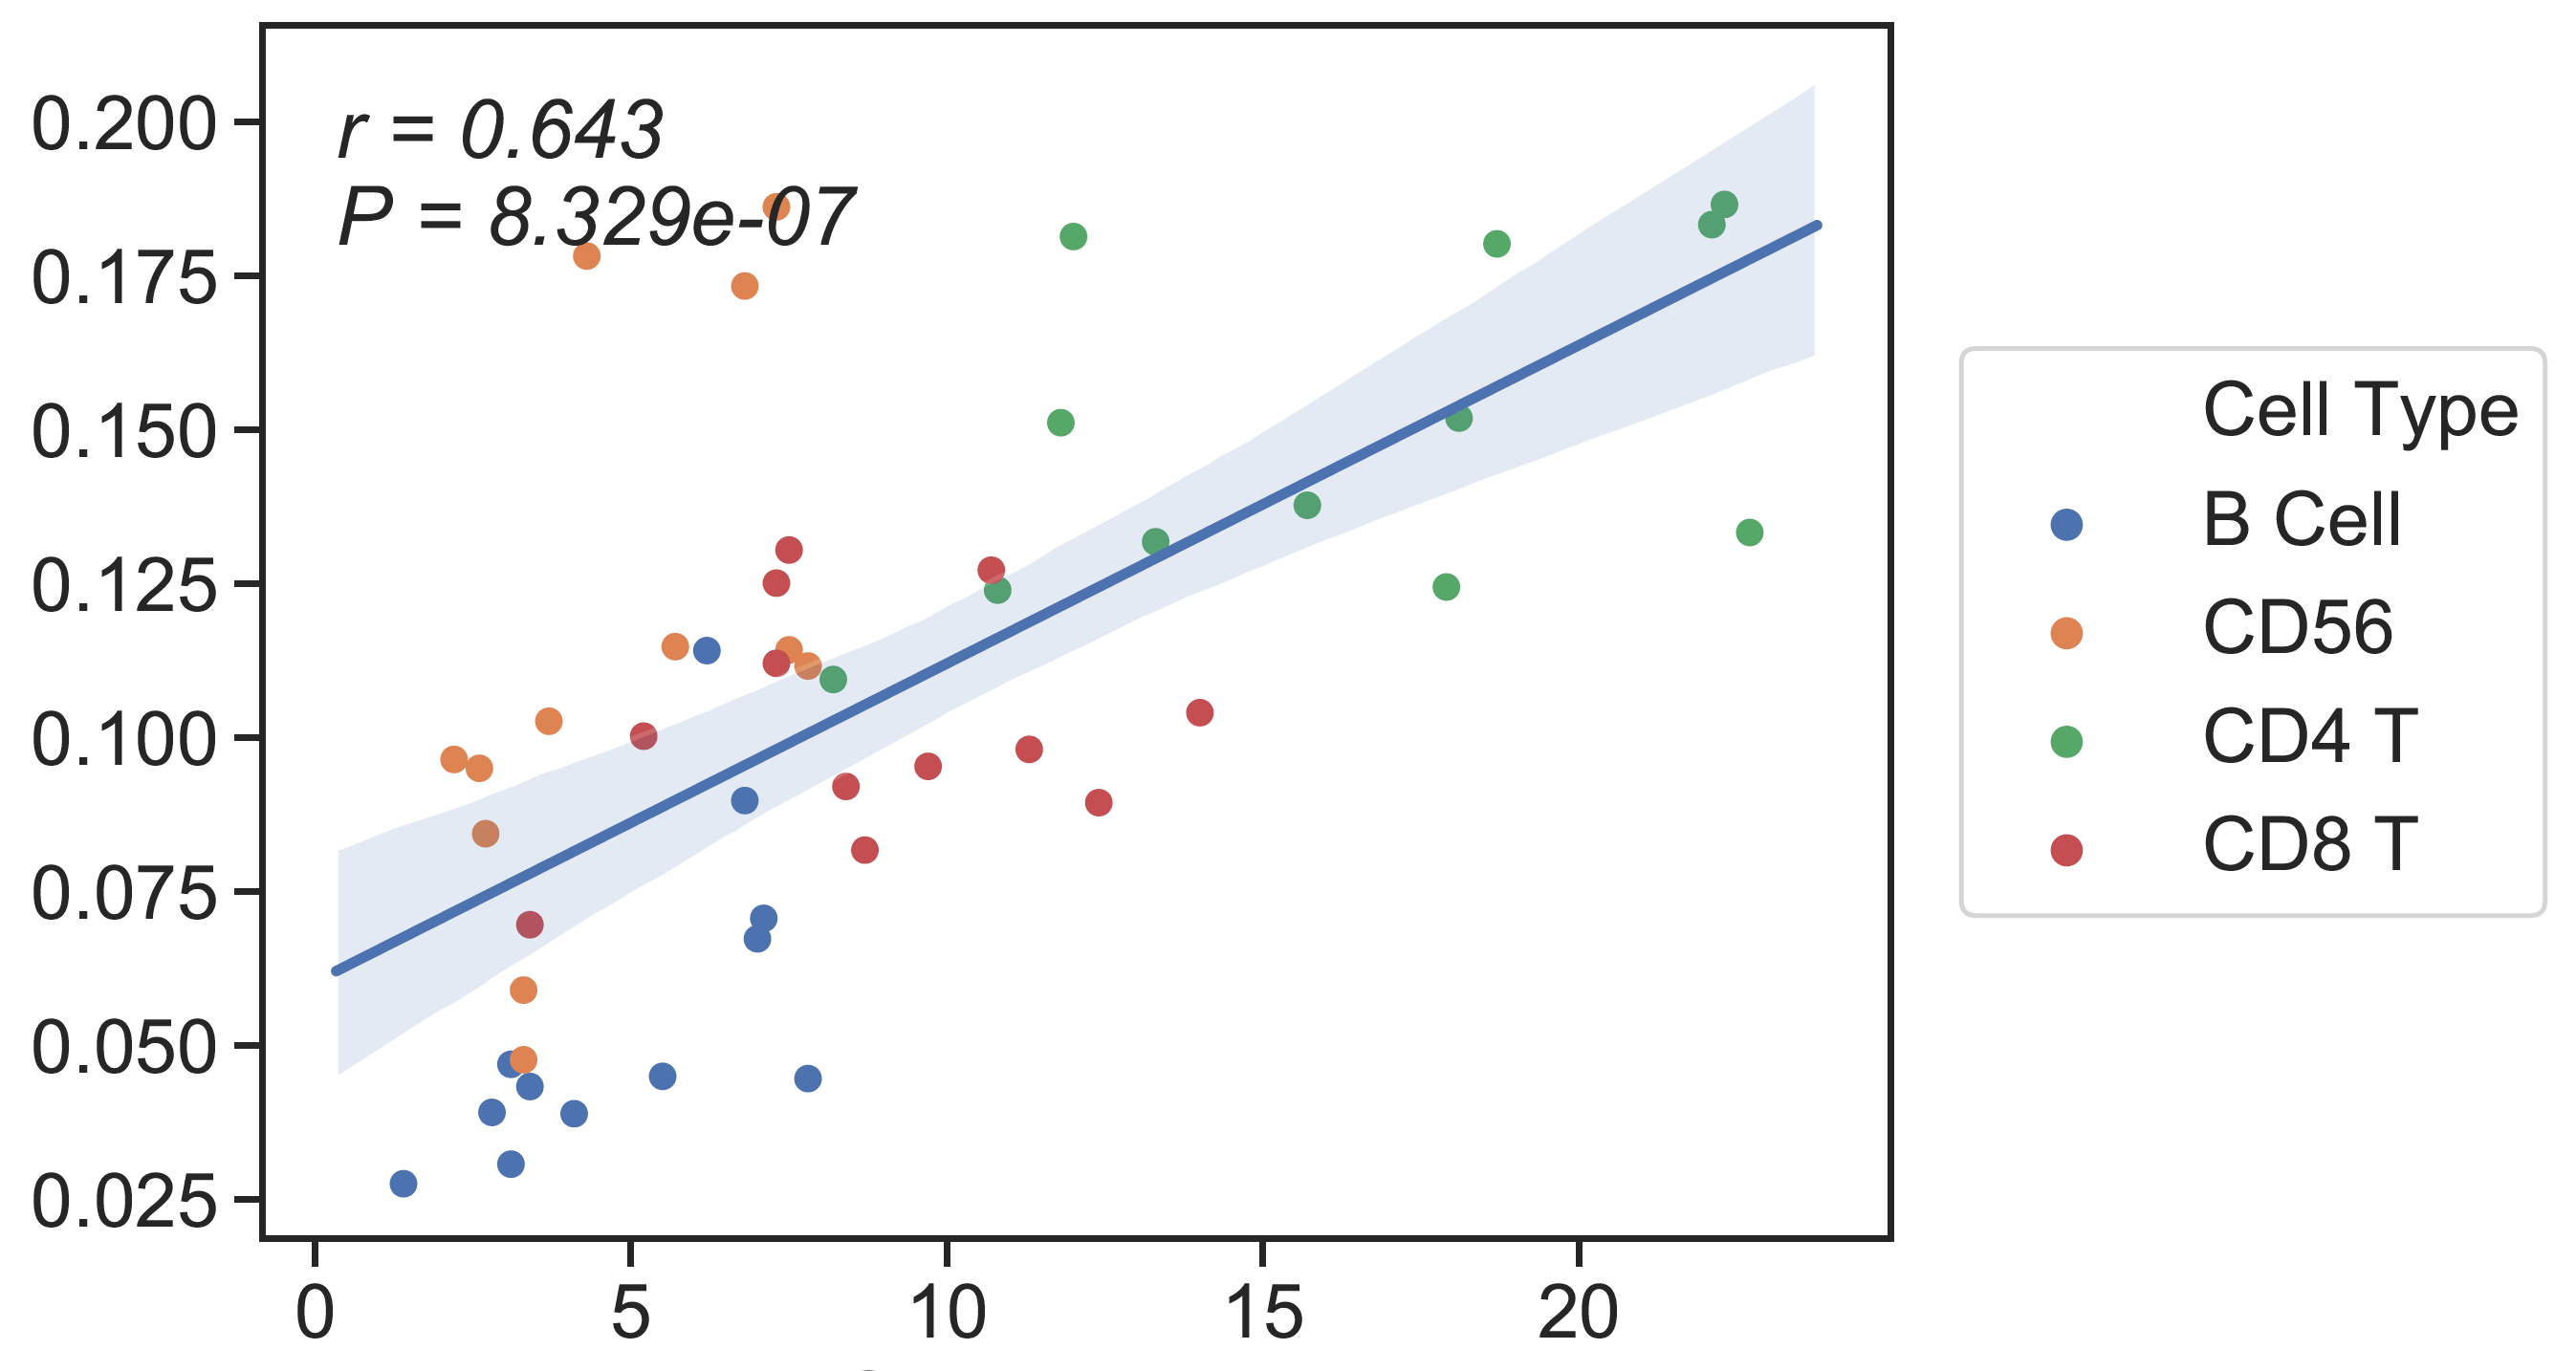 0.200
0.175
0.150
0.125
0.100
0.075
0.050
0.025
r = 0.643
P = 8.329e-07
0 5 10 15 20
Cell Type
B Cell
CD56
CD4 T
CD8 T